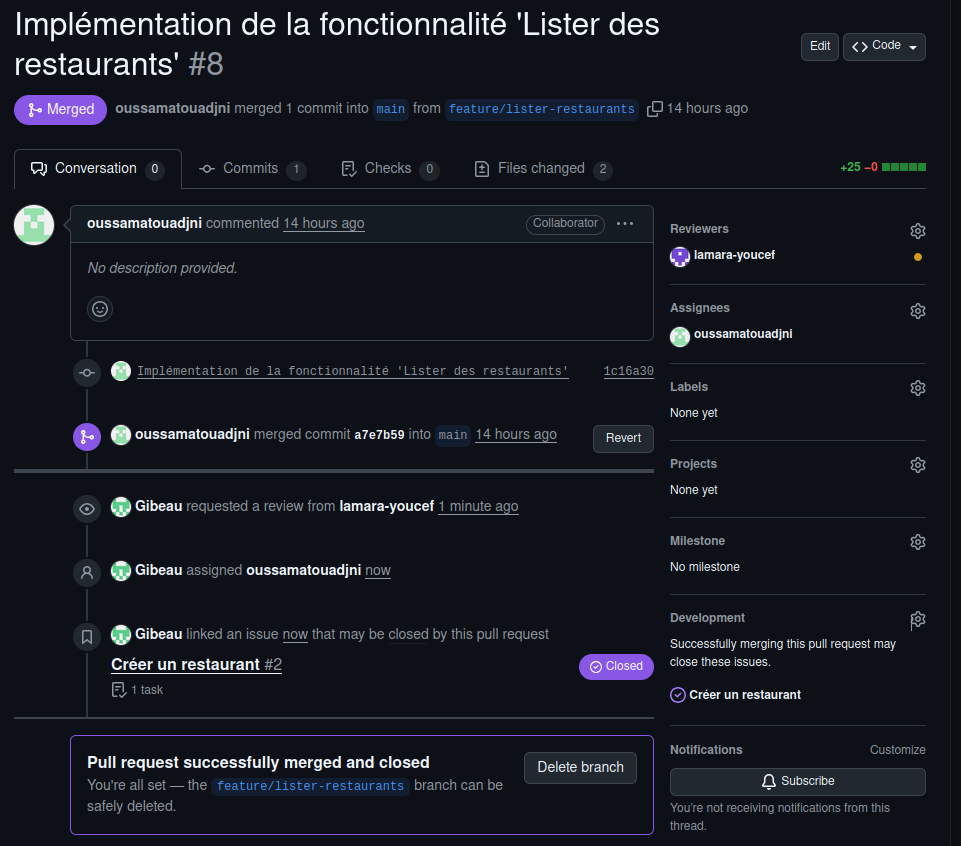 Implémentation de la fonctionnalité 'Lister des
restaurants' #8
Edit
Code
Merged
oussamatouadjni merged 1 commit into main from feature/lister-restaurants 14 hours ago
Conversation 0
Commits 1
Checks 0
Files changed 2
+25 −0
oussamatouadjni commented 14 hours ago
Collaborator
No description provided.
Implémentation de la fonctionnalité 'Lister des restaurants'
1c16a30
oussamatouadjni merged commit a7e7b59 into main 14 hours ago
Revert
Gibeau requested a review from lamara-youcef 1 minute ago
Gibeau assigned oussamatouadjni now
Gibeau linked an issue now that may be closed by this pull request
Créer un restaurant #2
Closed
1 task
Pull request successfully merged and closed
You're all set — the feature/lister-restaurants branch can be
safely deleted.
Delete branch
Reviewers
lamara-youcef
Assignees
oussamatouadjni
Labels
None yet
Projects
None yet
Milestone
No milestone
Development
Successfully merging this pull request may
close these issues.
Créer un restaurant
Notifications
Customize
Subscribe
You're not receiving notifications from this
thread.